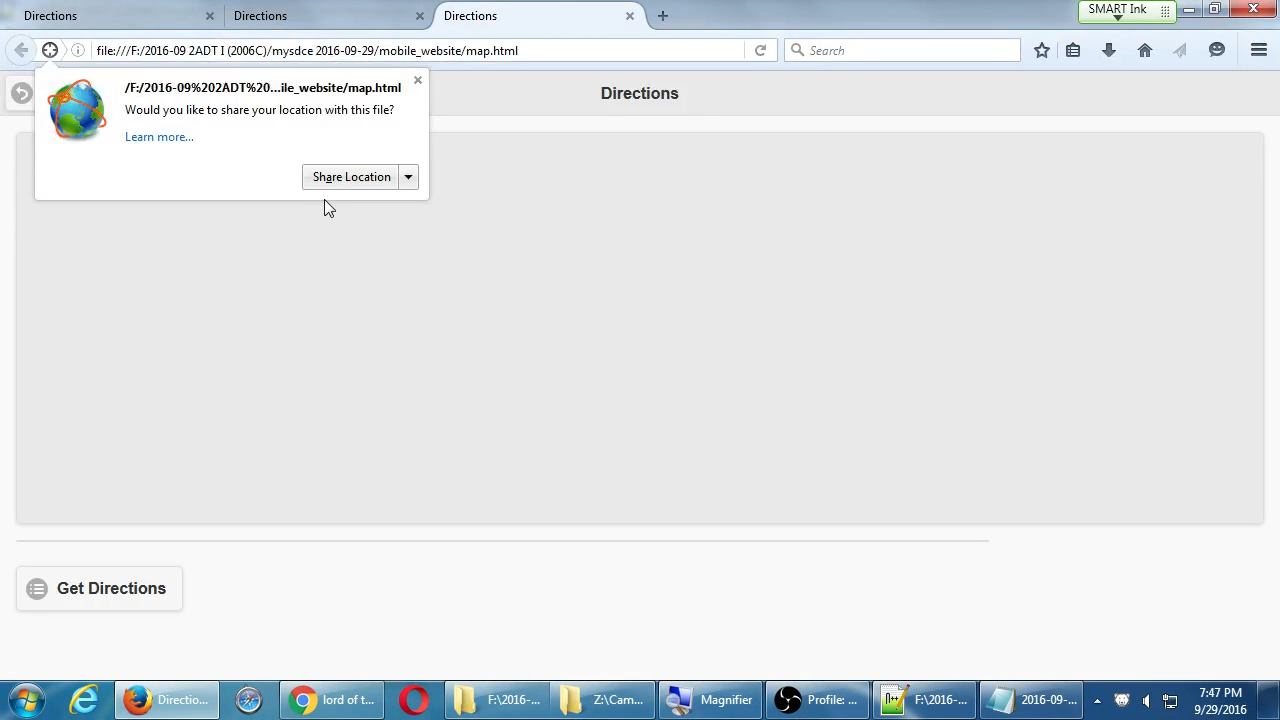 Directions
Directions
Directions
SMART Ink
file:///F:/2016-09 2ADT I (2006C)/mysdce 2016-09-29/mobile_website/map.html
Search
/F:/2016-09%202ADT%20...ile_website/map.html
Would you like to share your location with this file?
Learn more...
Share Location
Directions
Get Directions
Directio...
lord of t...
F:\2016-...
Z:\Cam...
Magnifier
Profile: ...
F:\2016-...
2016-09-...
7:47 PM
9/29/2016